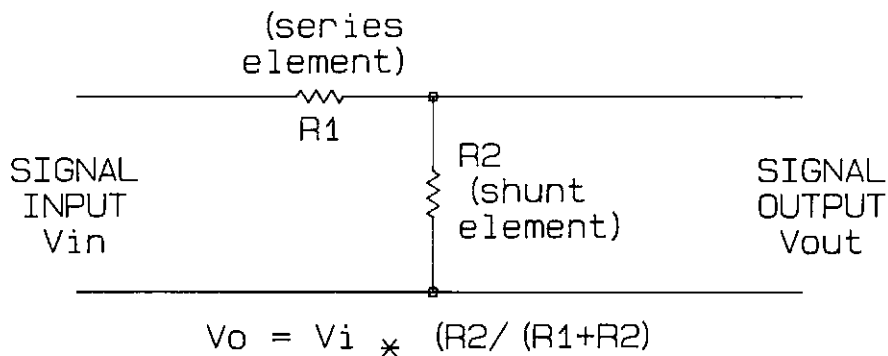 (series
element)
R1
R2
(shunt
element)
SIGNAL
INPUT
Vin
SIGNAL
OUTPUT
Vout
Vo = Vi * (R2/ (R1+R2)